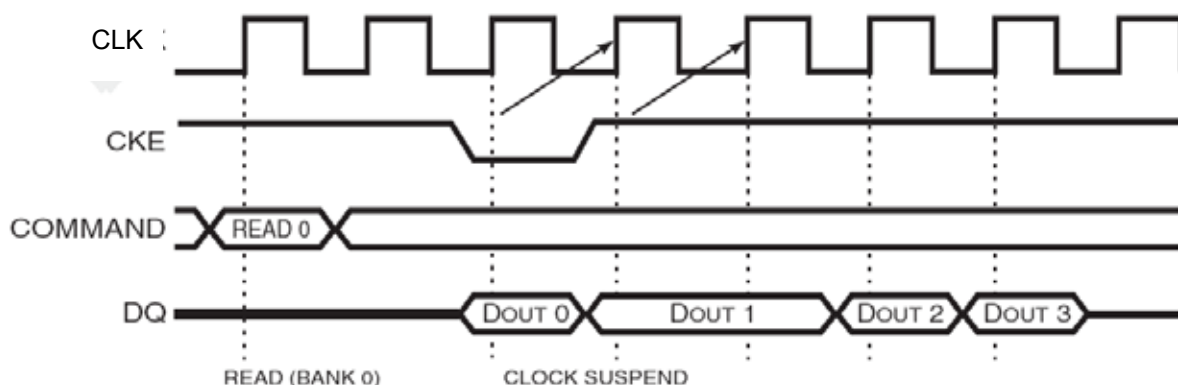 CLK
CKE
COMMAND
READ 0
DQ
DOUT 0
DOUT 1
DOUT 2
DOUT 3
READ (BANK 0)
CLOCK SUSPEND